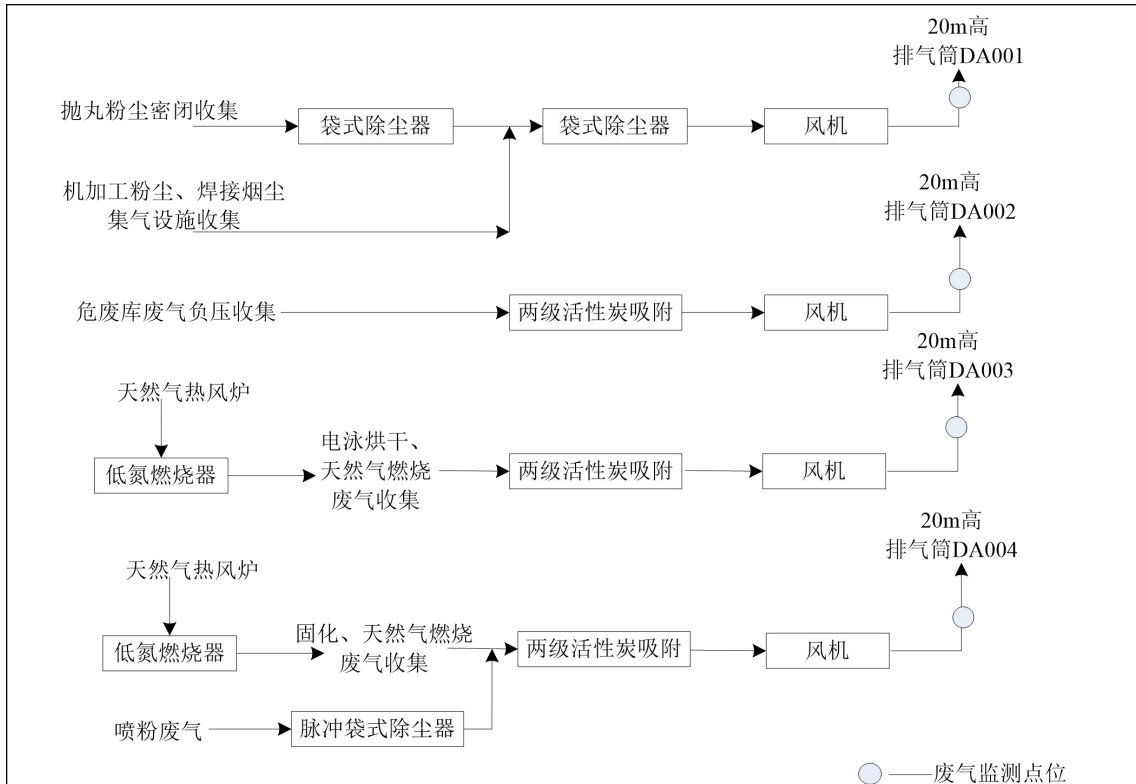 20m高
排气筒DA001
抛丸粉尘密闭收集
袋式除尘器
袋式除尘器
风机
机加工粉尘、焊接烟尘
集气设施收集
20m高
排气筒DA002
危废库废气负压收集
两级活性炭吸附
风机
20m高
排气筒DA003
天然气热风炉
低氮燃烧器
电泳烘干、
天然气燃烧
废气收集
两级活性炭吸附
风机
20m高
排气筒DA004
天然气热风炉
低氮燃烧器
固化、天然气燃烧
废气收集
两级活性炭吸附
风机
喷粉废气
脉冲袋式除尘器
废气监测点位